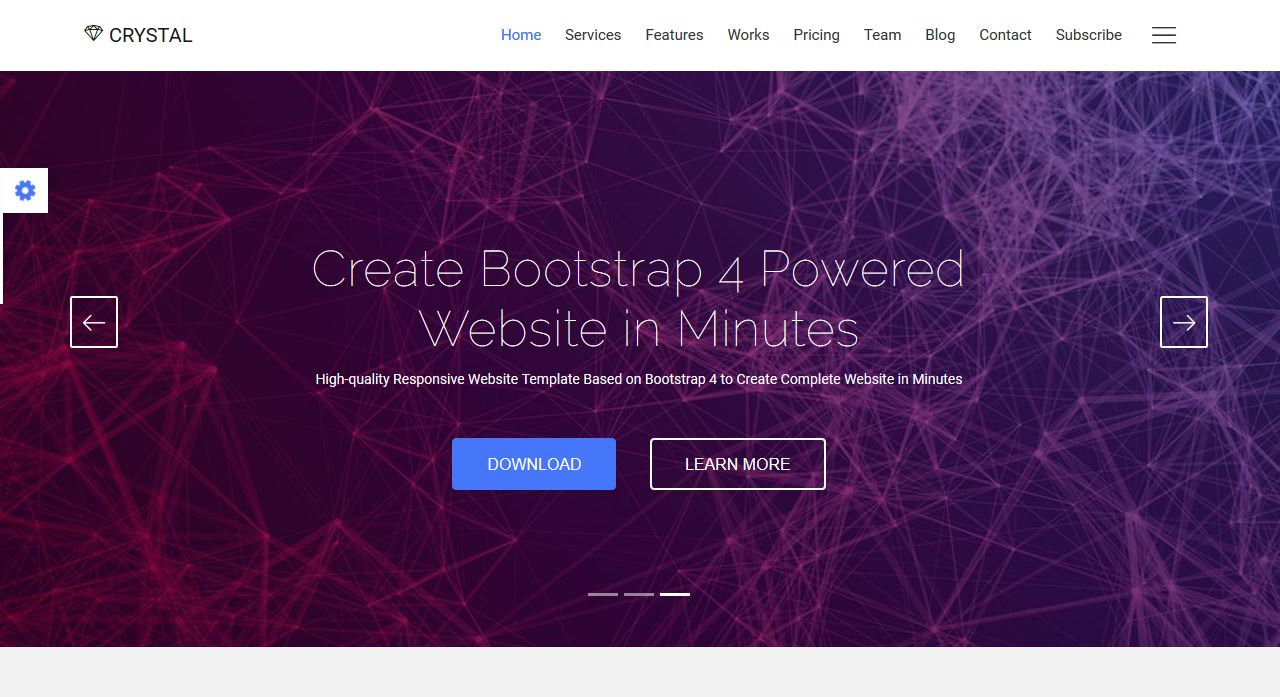 CRYSTAL
Home Services Features Works Pricing Team Blog Contact Subscribe
Create Bootstrap 4 Powered
Website in Minutes
High-quality Responsive Website Template Based on Bootstrap 4 to Create Complete Website in Minutes
DOWNLOAD LEARN MORE